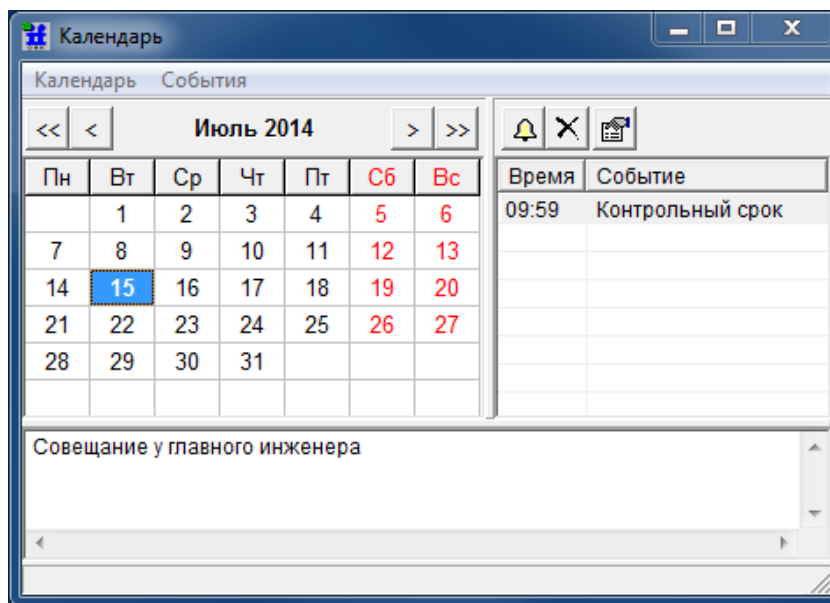 Календарь
Календарь События
<< < Июль 2014 > >>
Пн Вт Ср Чт Пт Сб Вс
1 2 3 4 5 6
7 8 9 10 11 12 13
14 15 16 17 18 19 20
21 22 23 24 25 26 27
28 29 30 31
Время Событие
09:59 Контрольный срок
Совещание у главного инженера